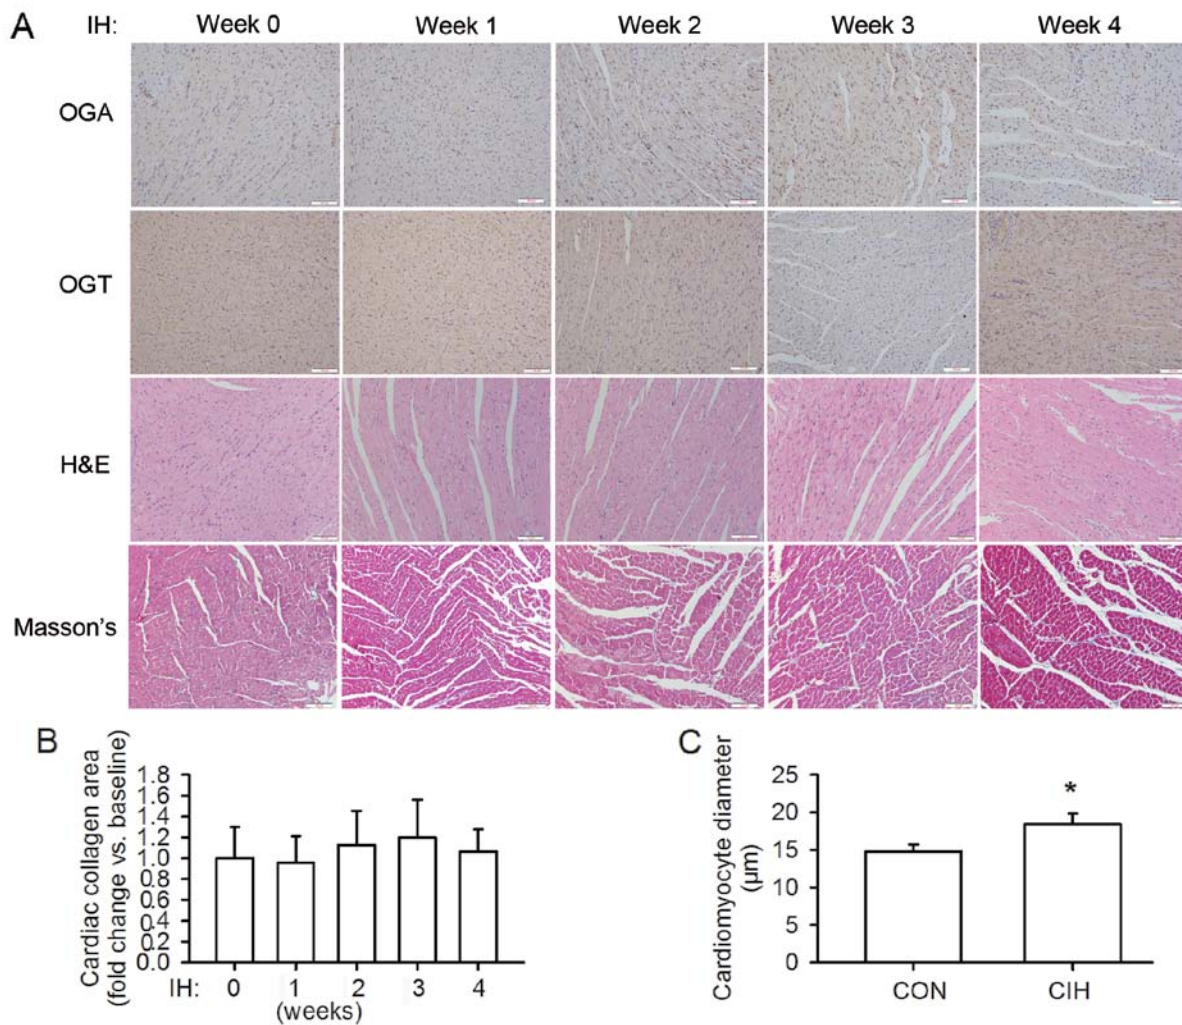 A IH: Week 0 Week 1 Week 2 Week 3 Week 4
OGA
OGT
H&E
Masson's
B
Cardiac collagen area
(fold change vs. baseline)
1.8
1.6
1.4
1.2
1.0
0.8
0.6
0.4
0.2
0.0
IH: 0 1 2 3 4
(weeks)
C
Cardiomyocyte diameter
(µm)
25
20
15
10
5
0
*
CON CIH